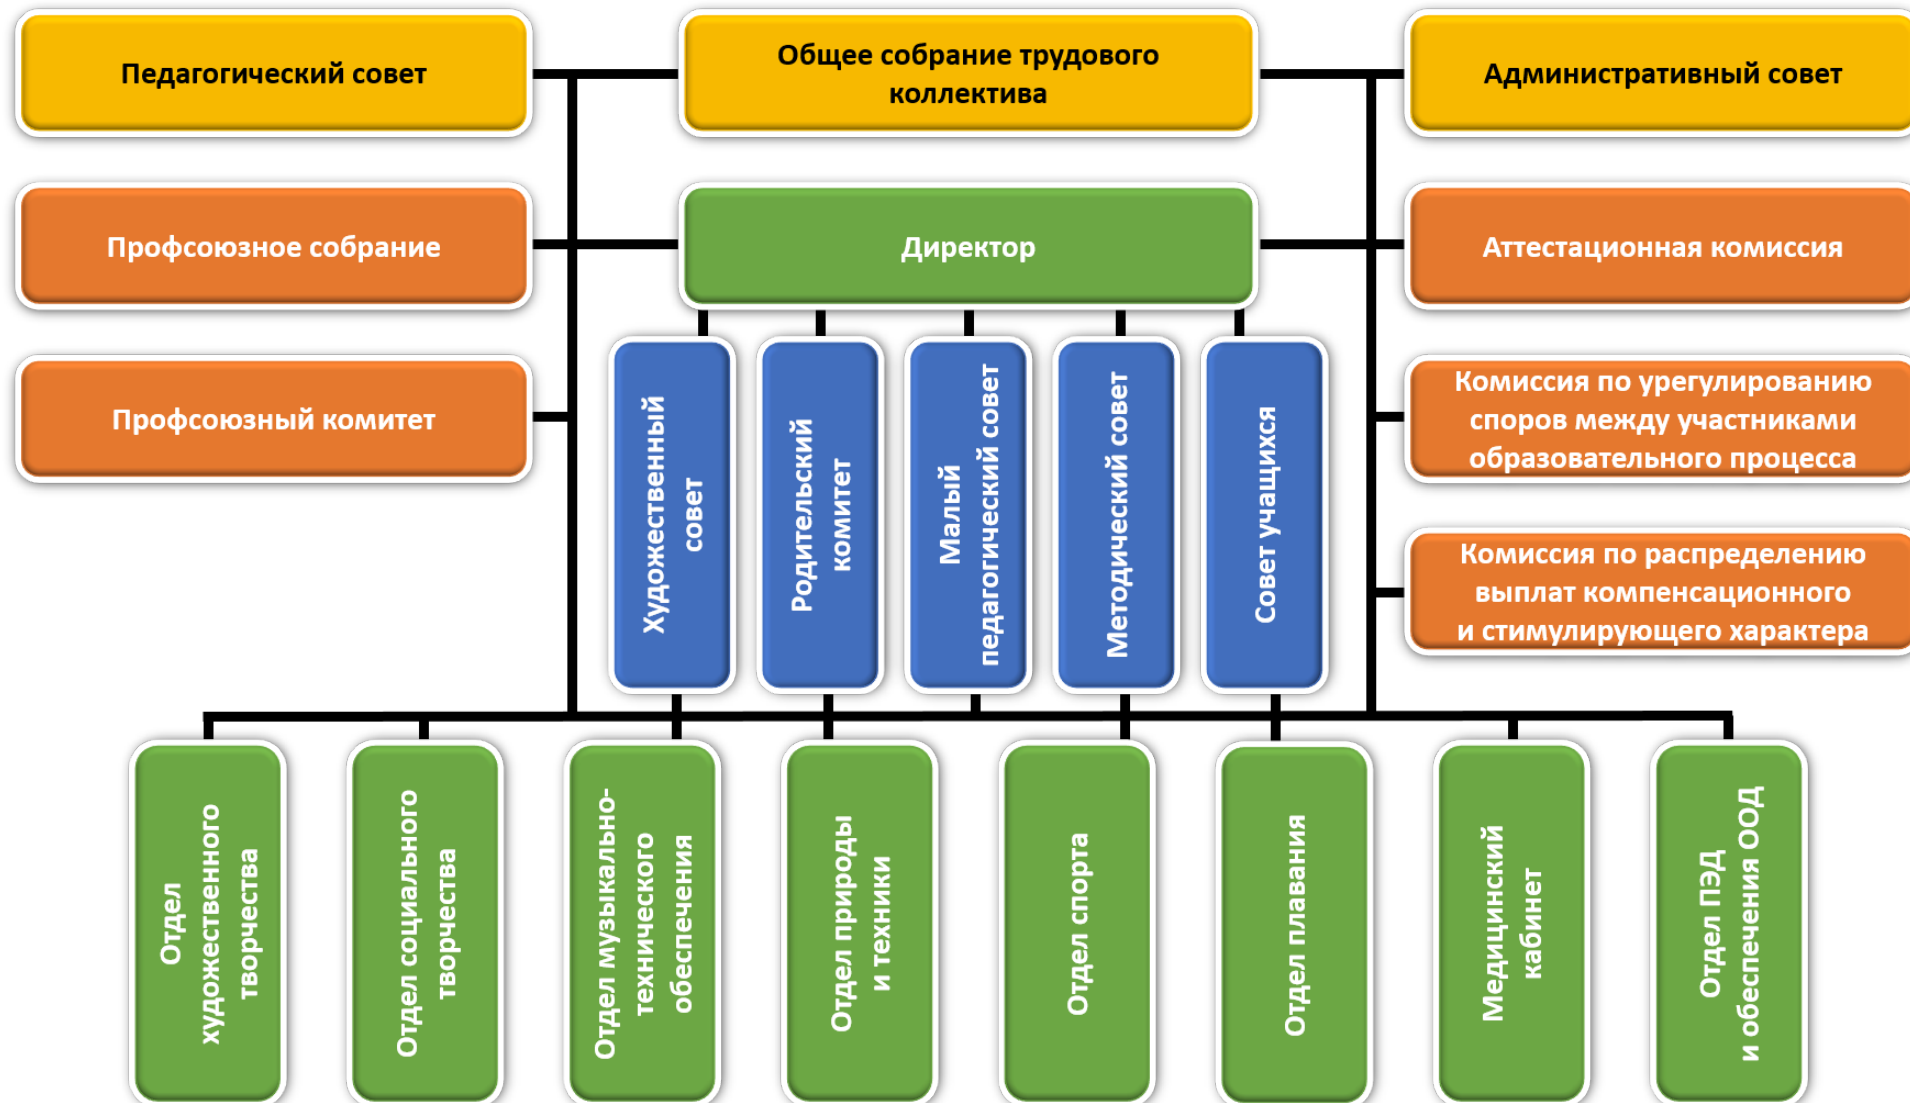 Педагогический совет
Общее собрание трудового
коллектива
Административный совет
Профсоюзное собрание
Директор
Аттестационная комиссия
Профсоюзный комитет
Комиссия по урегулированию
споров между участниками
образовательного процесса
Комиссия по распределению
выплат компенсационного
и стимулирующего характера
Художественный
совет
Родительский
комитет
Малый
педагогический совет
Методический совет
Совет учащихся
Отдел
художественного
творчества
Отдел социального
творчества
Отдел музыкально-
технического
обеспечения
Отдел природы
и техники
Отдел спорта
Отдел плавания
Медицинский
кабинет
Отдел ПЭД
и обеспечения ООД